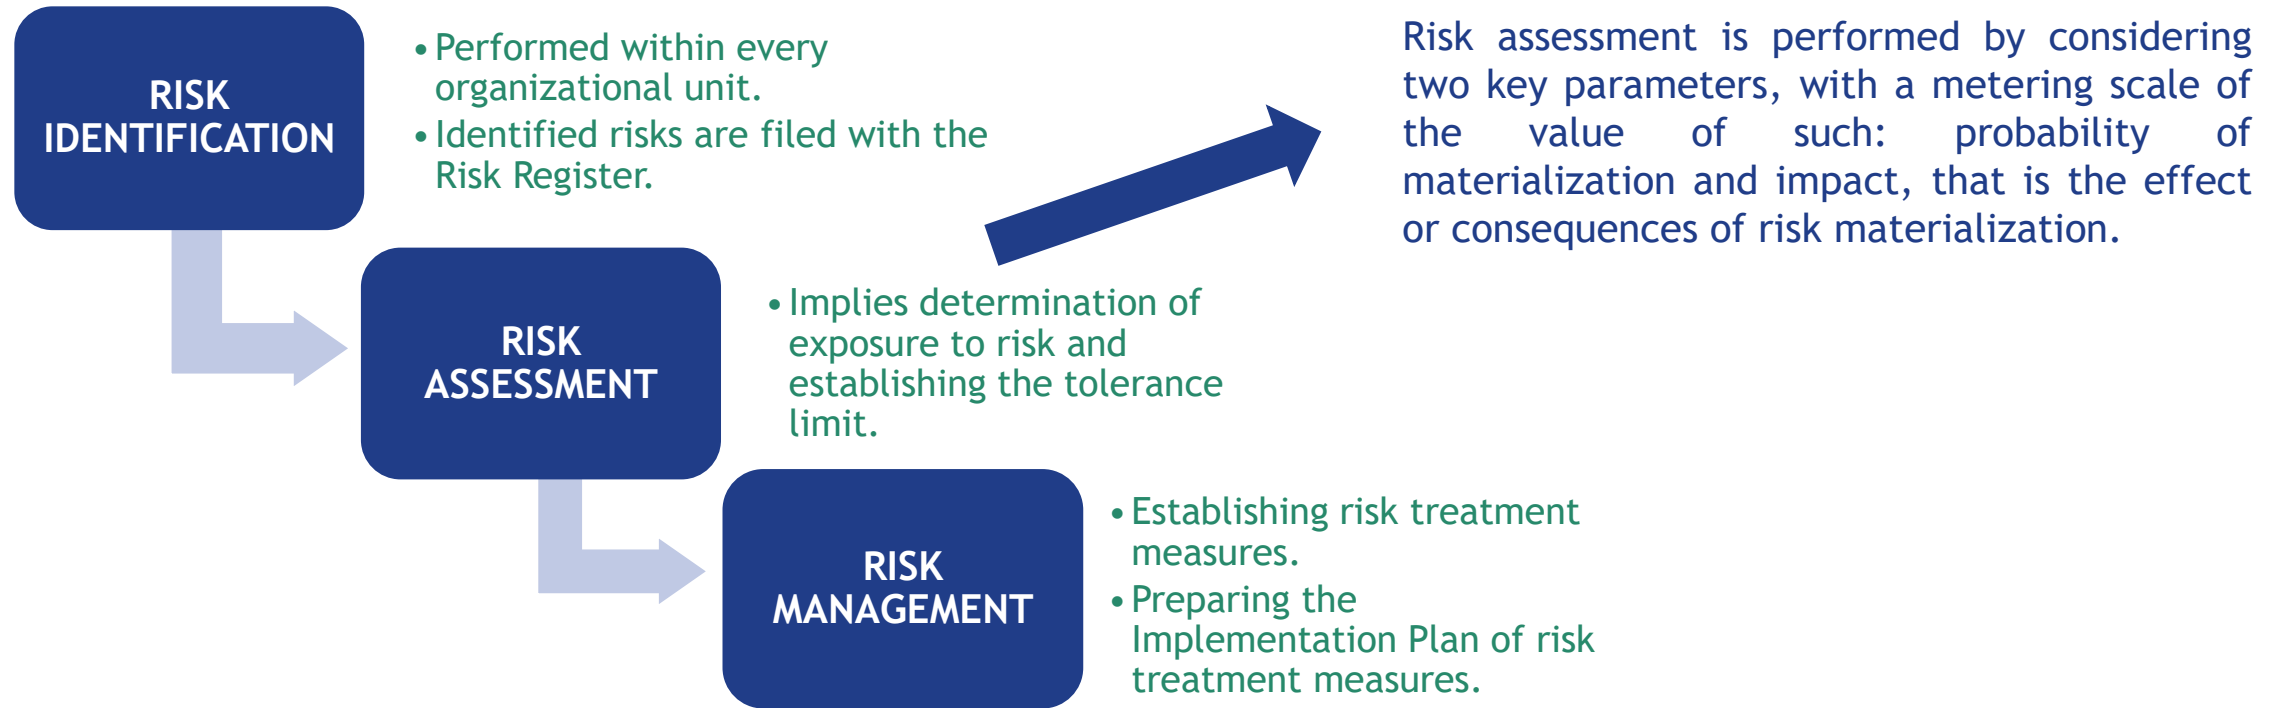 RISK
IDENTIFICATION
• Performed within every
organizational unit.
• Identified risks are filed with the
Risk Register.
Risk assessment is performed by considering
two key parameters, with a metering scale of
the value of such: probability of
materialization and impact, that is the effect
or consequences of risk materialization.
RISK
ASSESSMENT
• Implies determination of
exposure to risk and
establishing the tolerance
limit.
RISK
MANAGEMENT
• Establishing risk treatment
measures.
• Preparing the
Implementation Plan of risk
treatment measures.